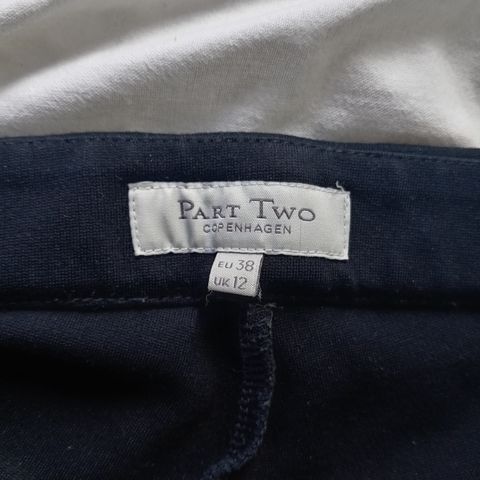 PART TWO
COPENHAGEN
EU 38
UK 12